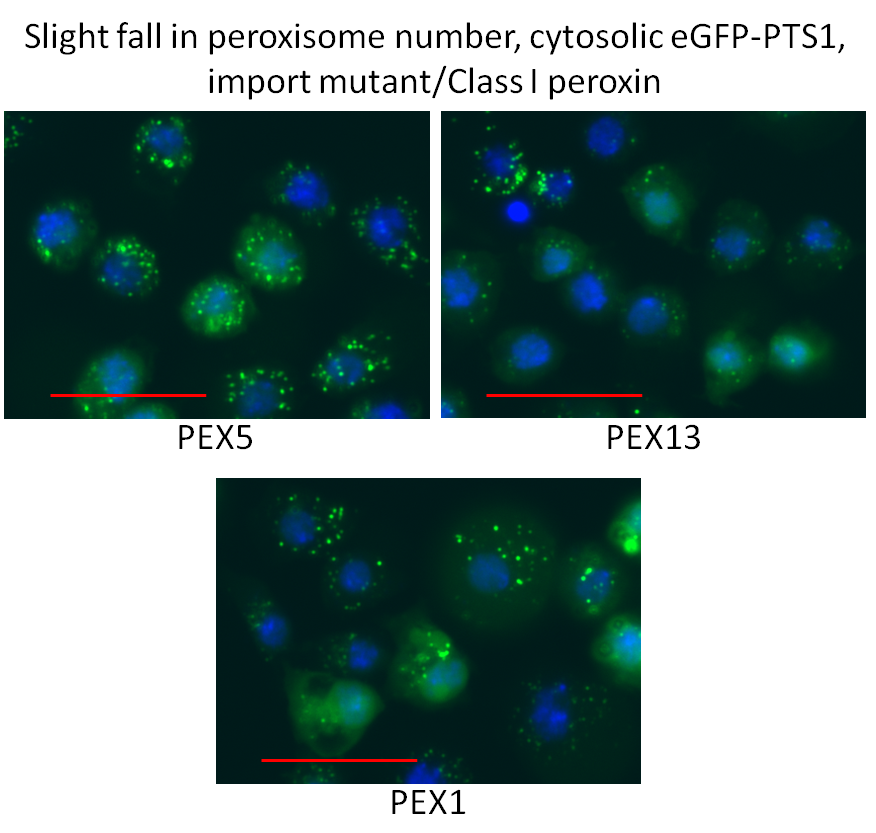 Slight fall in peroxisome number, cytosolic eGFP-PTS1,
import mutant/Class I peroxin
PEX5
PEX13
PEX1